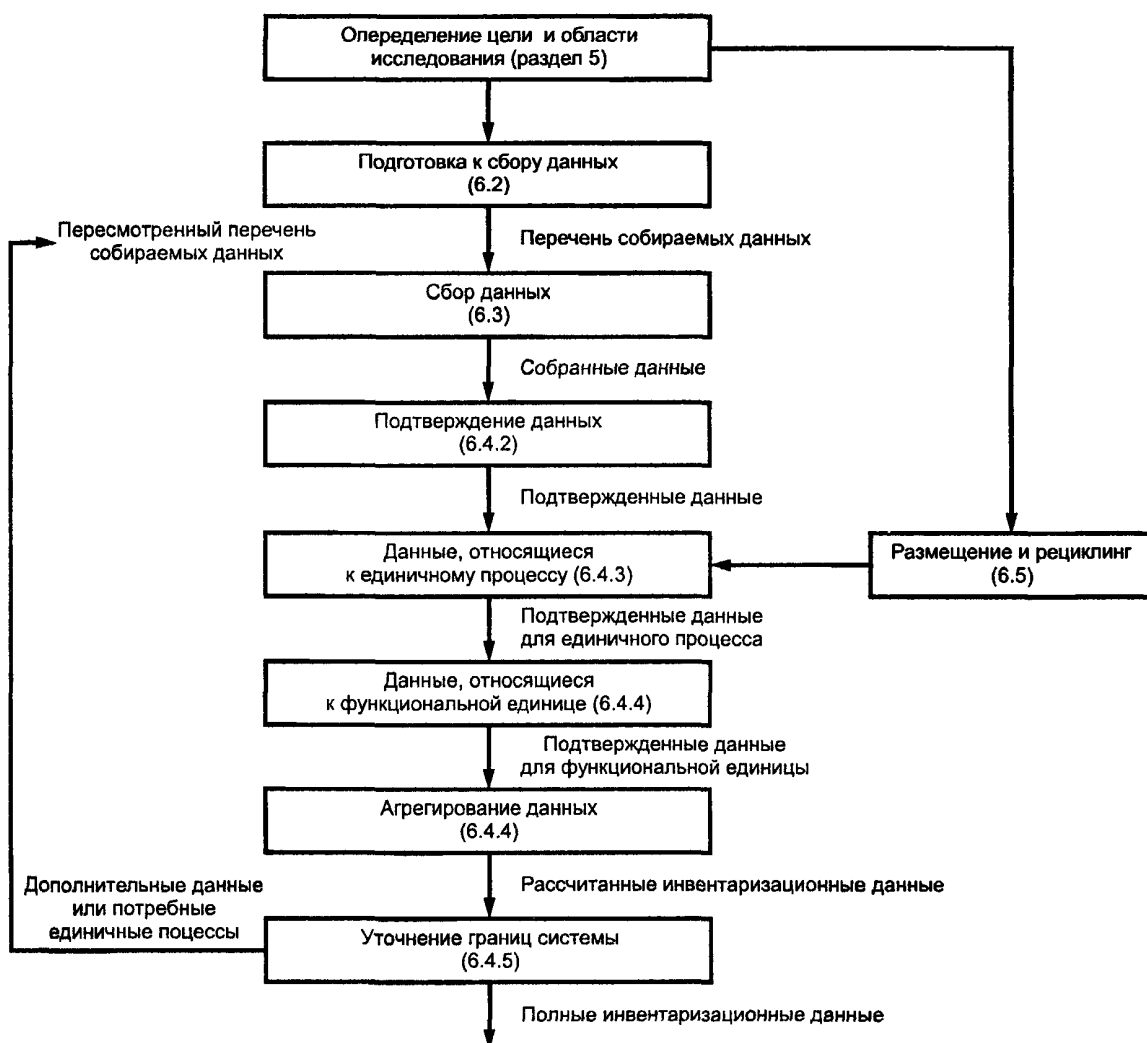 Опеределение цели и области
исследования (раздел 5)
Подготовка к сбору данных
(6.2)
Пересмотренный перечень
собираемых данных
Перечень собираемых данных
Сбор данных
(6.3)
Собранные данные
Подтверждение данных
(6.4.2)
Подтвержденные данные
Данные, относящиеся
к единичному процессу (6.4.3)
Размещение и рециклинг
(6.5)
Подтвержденные данные
для единичного процесса
Данные, относящиеся
к функциональной единице (6.4.4)
Подтвержденные данные
для функциональной единицы
Агрегирование данных
(6.4.4)
Рассчитанные инвентаризационные данные
Дополнительные данные
или потребные
единичные поцессы
Уточнение границ системы
(6.4.5)
Полные инвентаризационные данные